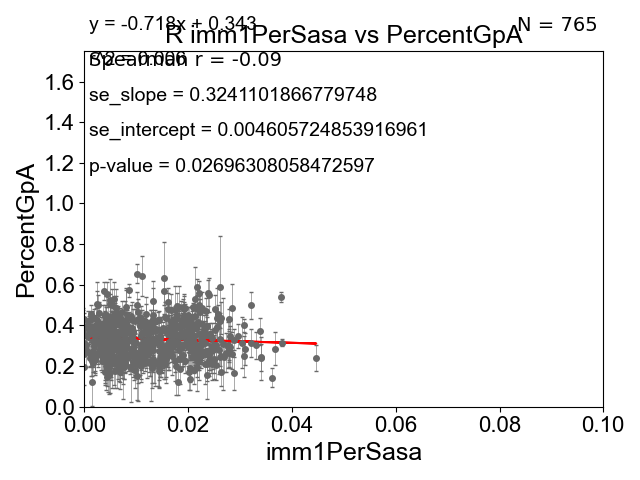 y = -0.718x + 0.343
N = 765
R imm1PerSasa vs PercentGpA
Spearman r = -0.09
se_slope = 0.3241101866779748
se_intercept = 0.004605724853916961
p-value = 0.02696308058472597
PercentGpA
1.6
1.4
1.2
1.0
0.8
0.6
0.4
0.2
0.0
0.00 0.02 0.04 0.06 0.08 0.10
imm1PerSasa